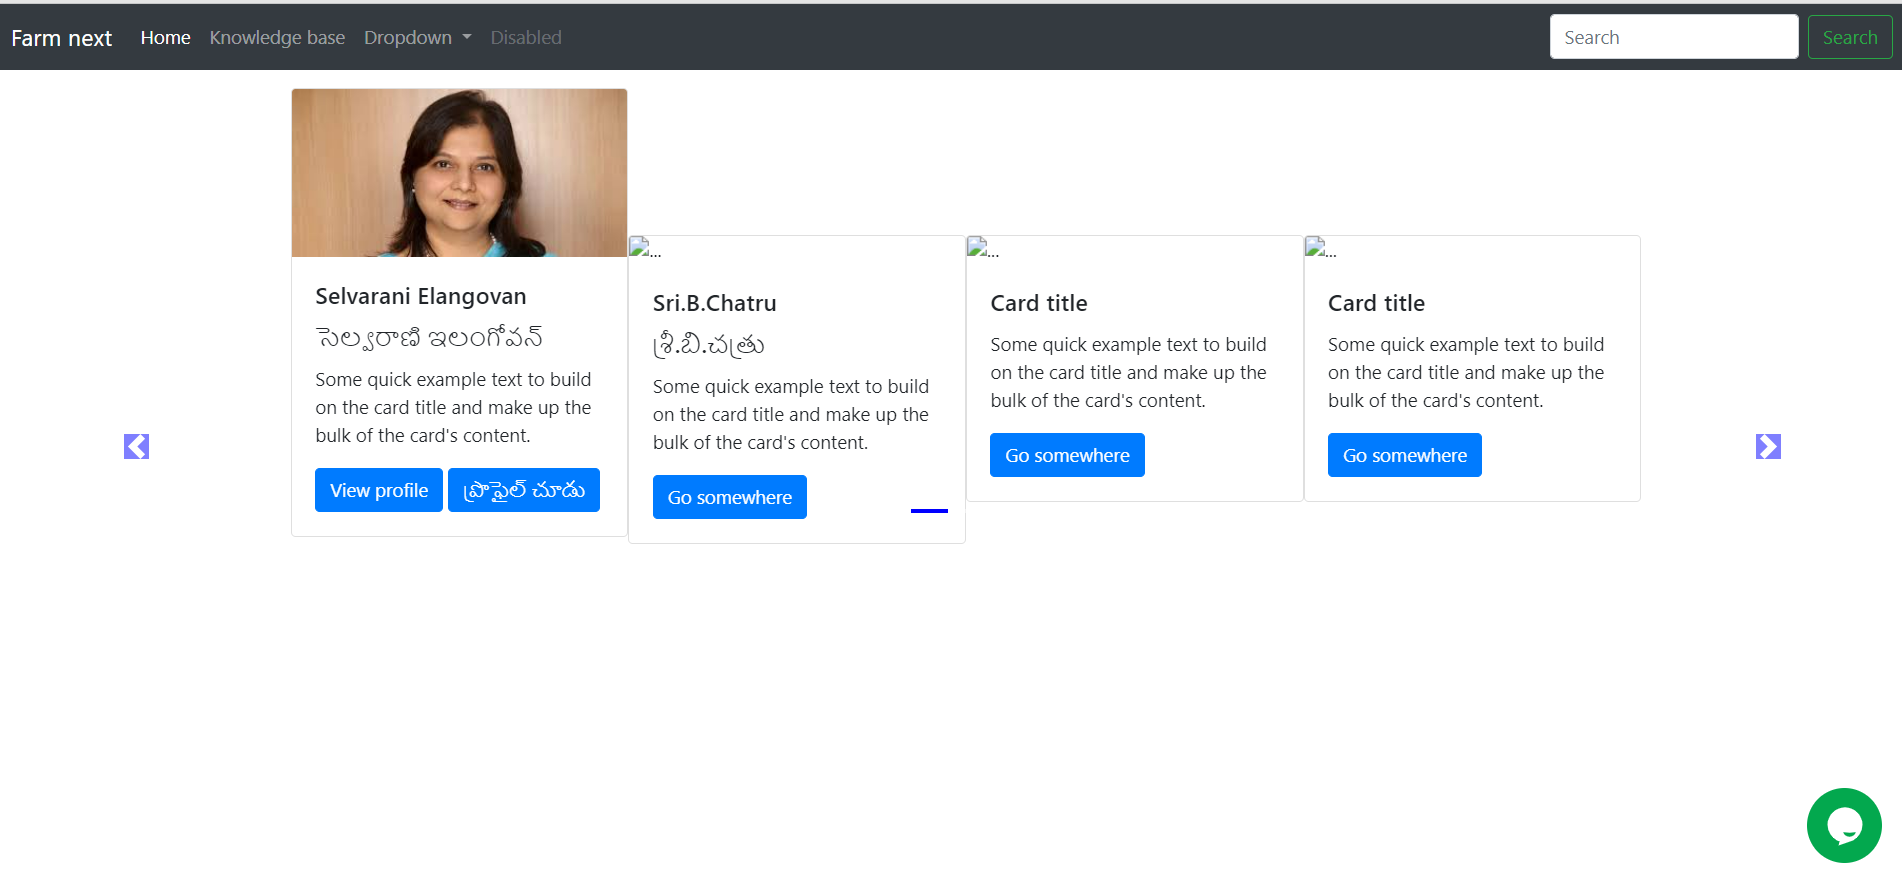 Farm next Home Knowledge base Dropdown Disabled Search Search
Selvarani Elangovan
సెల్వరాణి ఇలంగోవన్
Some quick example text to build
on the card title and make up the
bulk of the card's content.
View profile ప్రొఫైల్ చూడు
...
Sri.B.Chatru
శ్రీ.బి.చత్రు
Some quick example text to build
on the card title and make up the
bulk of the card's content.
Go somewhere
...
Card title
Some quick example text to build
on the card title and make up the
bulk of the card's content.
Go somewhere
...
Card title
Some quick example text to build
on the card title and make up the
bulk of the card's content.
Go somewhere